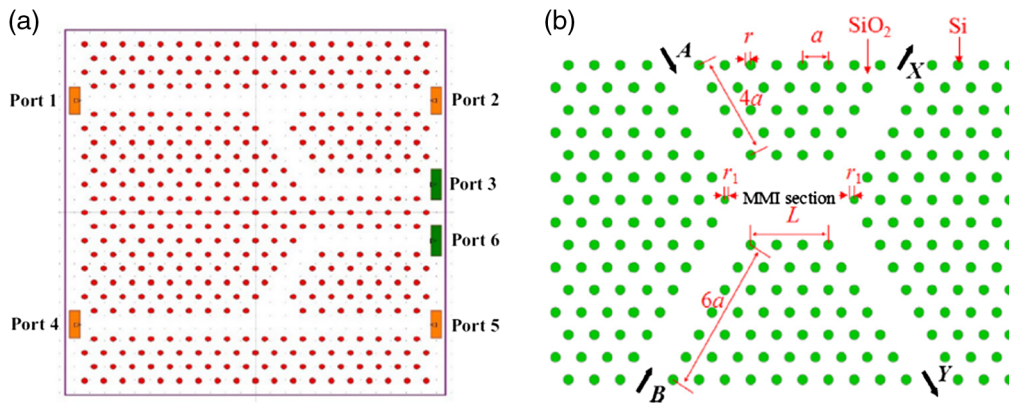 (a)
Port 1
Port 2
Port 3
Port 6
Port 4
Port 5
(b)
A
r
a
SiO₂
Si
X
4a
r₁
MMI section
r₁
L
6a
B
Y